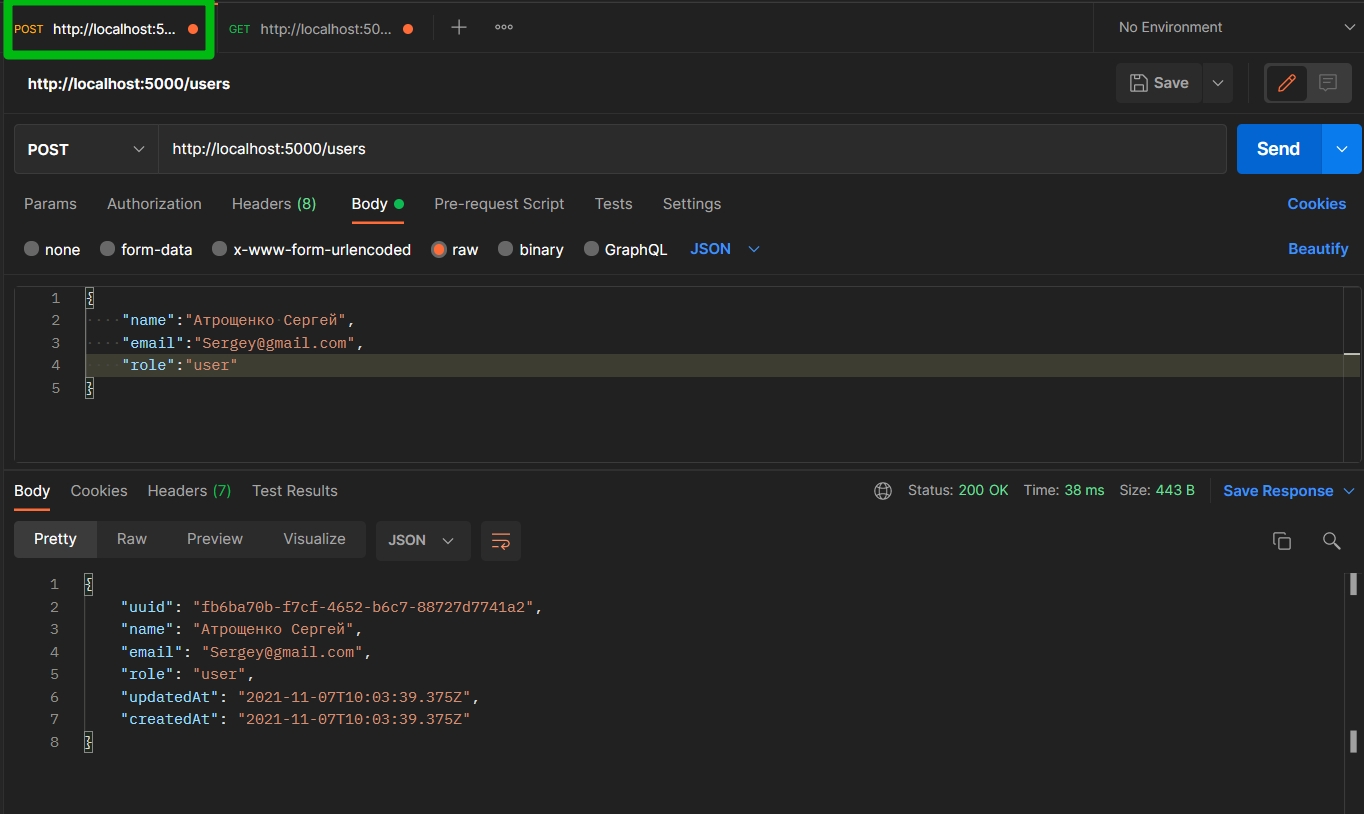 POST http://localhost:5... GET http://localhost:50... No Environment
http://localhost:5000/users Save
POST http://localhost:5000/users Send
Params Authorization Headers (8) Body Pre-request Script Tests Settings Cookies
none form-data x-www-form-urlencoded raw binary GraphQL JSON Beautify
1 {
2 "name":"Атрощенко Сергей",
3 "email":"Sergey@gmail.com",
4 "role":"user"
5 }
Body Cookies Headers (7) Test Results Status: 200 OK Time: 38 ms Size: 443 B Save Response
Pretty Raw Preview Visualize JSON
1 {
2 "uuid": "fb6ba70b-f7cf-4652-b6c7-88727d7741a2",
3 "name": "Атрощенко Сергей",
4 "email": "Sergey@gmail.com",
5 "role": "user",
6 "updatedAt": "2021-11-07T10:03:39.375Z",
7 "createdAt": "2021-11-07T10:03:39.375Z"
8 }